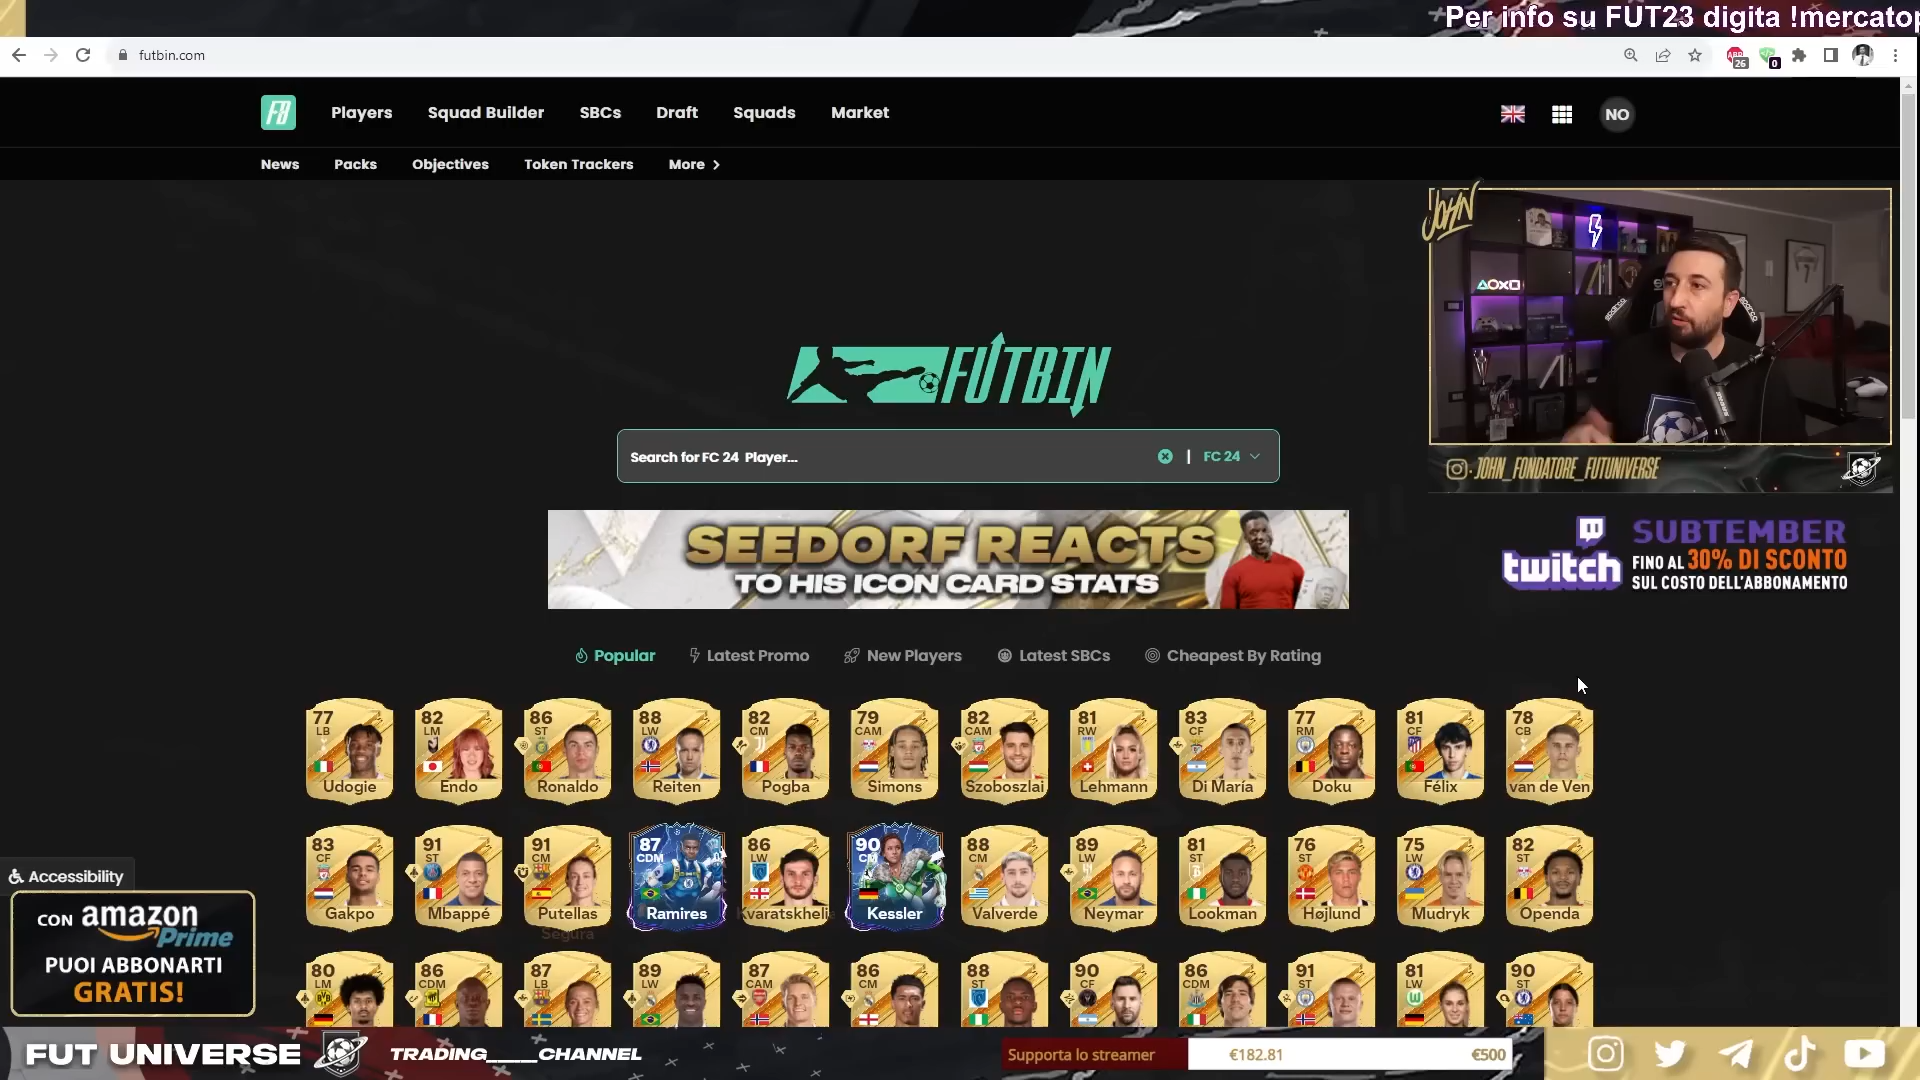 Per info su FUT23 digita !mercatop
futbin.com
ABP
26
0
FB
Players
Squad Builder
SBCs
Draft
Squads
Market
NO
News
Packs
Objectives
Token Trackers
More
JOHN
FUTBIN
Search for FC 24 Player...
|
FC 24
JOHN_FONDATORE_FUTUNIVERSE
SEEDORF REACTS
TO HIS ICON CARD STATS
twitch
SUBTEMBER
FINO AL 30% DI SCONTO
SUL COSTO DELL'ABBONAMENTO
Popular
Latest Promo
New Players
Latest SBCs
Cheapest By Rating
77
LB
Udogie
82
LM
Endo
86
ST
Ronaldo
88
LW
Reiten
82
CM
Pogba
79
CAM
Simons
82
CAM
Szoboszlai
81
RW
Lehmann
83
CF
Di María
77
RM
Doku
81
CF
Félix
78
CB
van de Ven
83
CF
Gakpo
91
ST
Mbappé
91
CM
Putellas
Segura
87
CDM
Ramires
86
LW
Kvaratskheli
90
CM
Kessler
88
CM
Valverde
89
LW
Neymar
81
ST
Lookman
76
ST
Højlund
75
LW
Mudryk
82
ST
Openda
80
LM
86
CDM
87
LB
89
LW
87
CAM
86
CM
88
ST
90
CF
86
CDM
91
ST
81
LW
90
ST
Accessibility
CON amazon
Prime
PUOI ABBONARTI
GRATIS!
FUT UNIVERSE
TRADING____CHANNEL
Supporta lo streamer
€182.81
€500